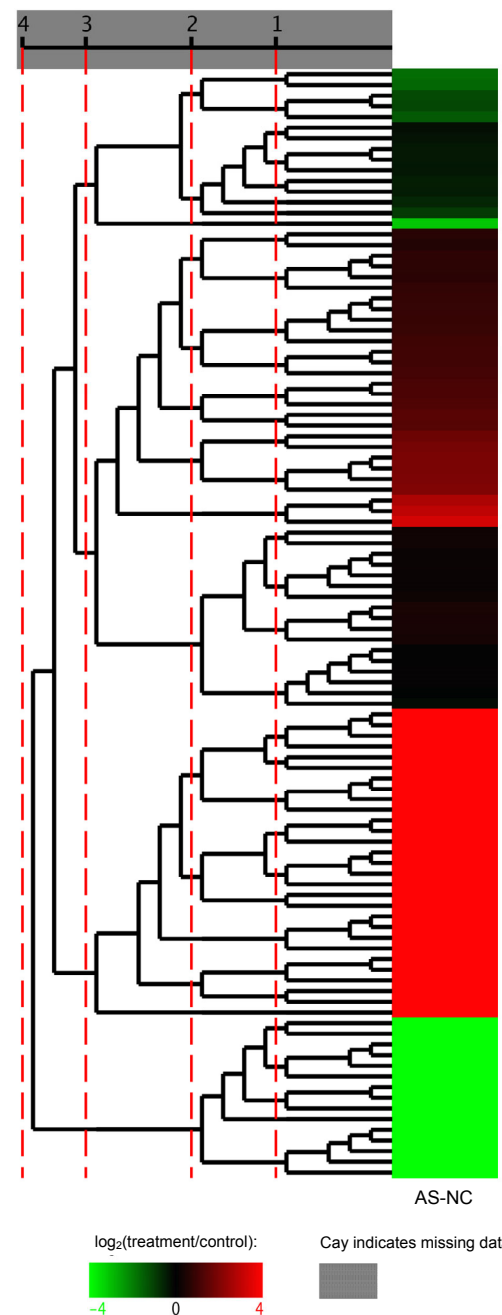 4 3 2 1
AS-NC
log₂(treatment/control):
Cay indicates missing dat
−4 0 4